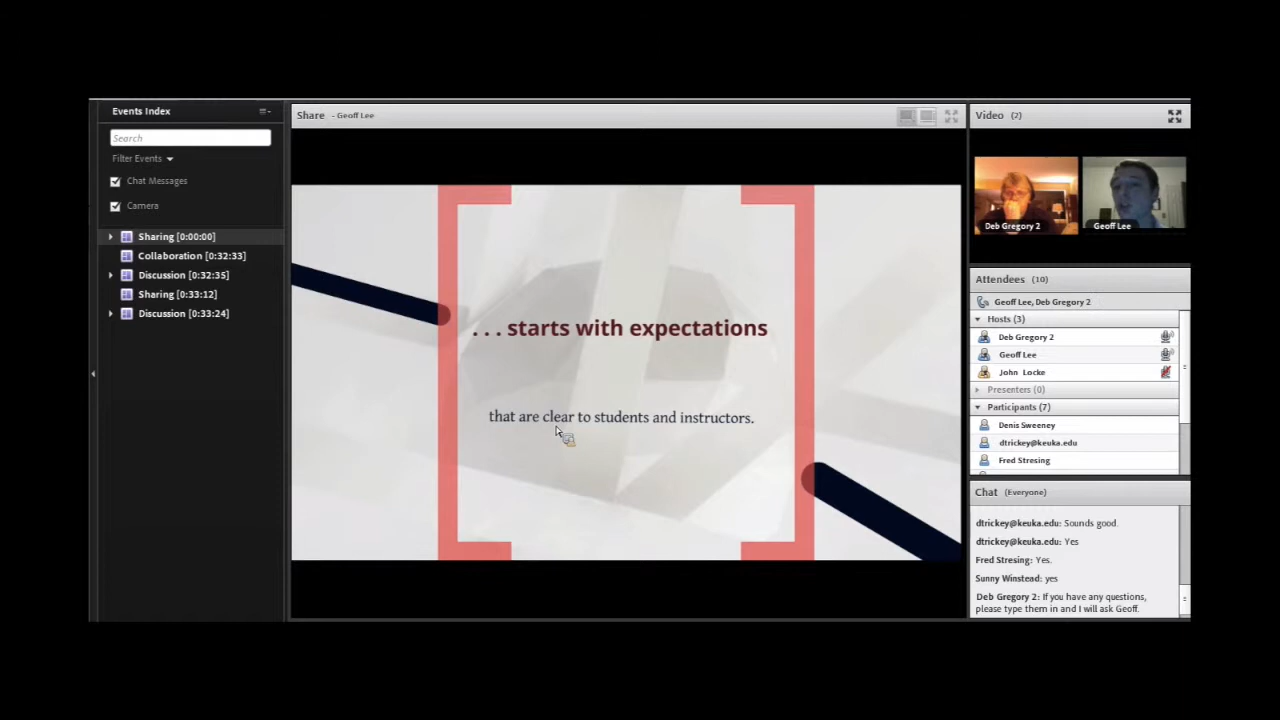 Events Index
Search
Filter Events
Chat Messages
Camera
Sharing [0:00:00]
Collaboration [0:32:33]
Discussion [0:32:35]
Sharing [0:33:12]
Discussion [0:33:24]
Share - Geoff Lee
. . . starts with expectations
that are clear to students and instructors.
Video (2)
Deb Gregory 2
Geoff Lee
Attendees (10)
Geoff Lee, Deb Gregory 2
Hosts (3)
Deb Gregory 2
Geoff Lee
John Locke
Presenters (0)
Participants (7)
Denis Sweeney
dtrickey@keuka.edu
Fred Stresing
Chat (Everyone)
dtrickey@keuka.edu: Sounds good.
dtrickey@keuka.edu: Yes
Fred Stresing: Yes.
Sunny Winstead: yes
Deb Gregory 2: If you have any questions,
please type them in and I will ask Geoff.